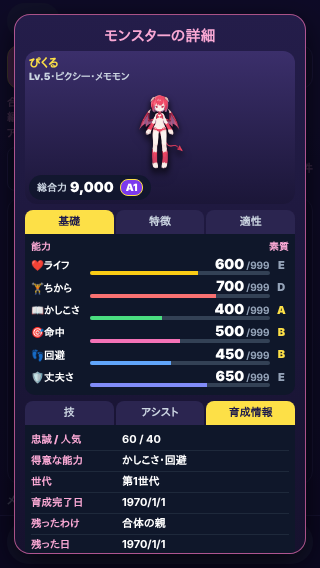 モンスターの詳細
ぴくる
Lv.5・ピクシー・メモモン
総合力 9,000 A1
基礎 特徴 適性
能力 素質
❤️ライフ 600 /999 E
🏋️ちから 700 /999 D
📖かしこさ 400 /999 A
🎯命中 500 /999 B
👣回避 450 /999 B
🛡️丈夫さ 650 /999 E
技 アシスト 育成情報
忠誠 / 人気 60 / 40
得意な能力 かしこさ・回避
世代 第1世代
育成完了日 1970/1/1
残ったわけ 合体の親
残った日 1970/1/1